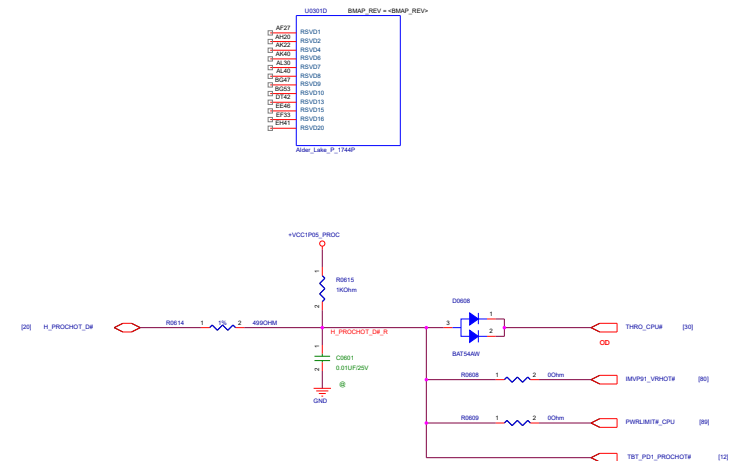 U0301D BMAP_REV = <BMAP_REV>
AF27 RSVD1
AH20 RSVD2
AK22 RSVD4
AK40 RSVD6
AL30 RSVD7
AL40 RSVD8
BG47 RSVD9
BG53 RSVD10
DT42 RSVD13
EE46 RSVD15
EF33 RSVD16
EH41 RSVD20
Alder_Lake_P_1744P
+VCC1P05_PROC
1
R0615
1KOhm
2
D0608
[20] H_PROCHOT_D# R0614 1 1% 2 499OHM
H_PROCHOT_D#_R
3 1
2
BAT54AW
THRO_CPU# [30]
OD
1
C0601
0.01UF/25V
2
@
GND
R0608 1 2 0Ohm IMVP91_VRHOT# [80]
R0609 1 2 0Ohm PWRLIMIT#_CPU [89]
TBT_PD1_PROCHOT# [12]